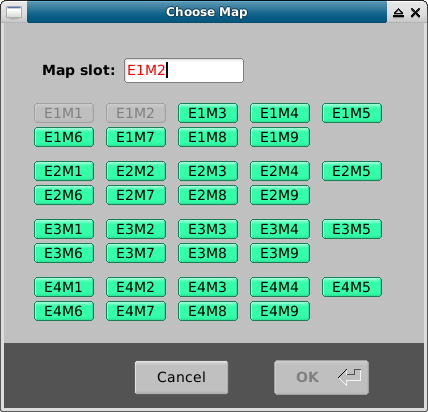 Choose Map
Map slot: E1M2
E1M1 E1M2 E1M3 E1M4 E1M5
E1M6 E1M7 E1M8 E1M9
E2M1 E2M2 E2M3 E2M4 E2M5
E2M6 E2M7 E2M8 E2M9
E3M1 E3M2 E3M3 E3M4 E3M5
E3M6 E3M7 E3M8 E3M9
E4M1 E4M2 E4M3 E4M4 E4M5
E4M6 E4M7 E4M8 E4M9
Cancel OK